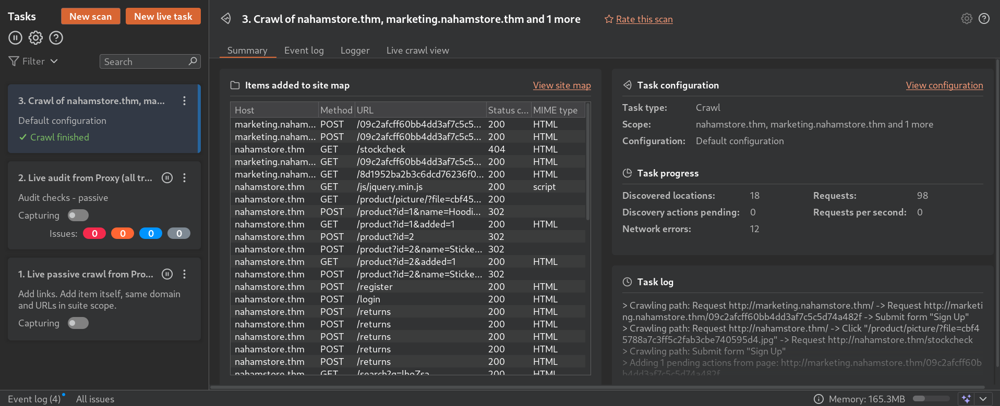 Tasks
New scan
New live task
Filter
Search
3. Crawl of nahamstore.thm, ma...
Default configuration
Crawl finished
2. Live audit from Proxy (all tr...
Audit checks - passive
Capturing
Issues: 0 0 0 0
1. Live passive crawl from Pro...
Add links. Add item itself, same domain
and URLs in suite scope.
Capturing
3. Crawl of nahamstore.thm, marketing.nahamstore.thm and 1 more
Rate this scan
Summary Event log Logger Live crawl view
Items added to site map
View site map
Host Method URL Status c... MIME type
marketing.naham... POST /09c2afcff60bb4dd3af7c5c5... 200 HTML
marketing.naham... POST /09c2afcff60bb4dd3af7c5c5... 200 HTML
nahamstore.thm GET /stockcheck 404 HTML
marketing.naham... GET /09c2afcff60bb4dd3af7c5c5... 200 HTML
marketing.naham... GET /8d1952ba2b3c6dcd76236f0... 200 HTML
nahamstore.thm GET /js/jquery.min.js 200 script
nahamstore.thm GET /product/picture/?file=cbf45... 200
nahamstore.thm POST /product?id=1&name=Hoodi... 302
nahamstore.thm GET /product?id=1&added=1 200 HTML
nahamstore.thm POST /product?id=2 302
nahamstore.thm POST /product?id=2&name=Sticke... 302
nahamstore.thm GET /product?id=2&added=1 200 HTML
nahamstore.thm POST /product?id=2&name=Sticke... 302
nahamstore.thm POST /register 200 HTML
nahamstore.thm POST /login 200 HTML
nahamstore.thm POST /returns 200 HTML
nahamstore.thm POST /returns 200 HTML
nahamstore.thm POST /returns 200 HTML
nahamstore.thm POST /returns 200 HTML
nahamstore.thm POST /returns 200 HTML
nahamstore.thm GET 200 HTML
Task configuration
View configuration
Task type: Crawl
Scope: nahamstore.thm, marketing.nahamstore.thm and 1 more
Configuration: Default configuration
Task progress
Discovered locations: 18 Requests: 98
Discovery actions pending: 0 Requests per second: 0
Network errors: 12
Task log
> Crawling path: Request http://marketing.nahamstore.thm/ -> Request http://marketi
ng.nahamstore.thm/09c2afcff60bb4dd3af7c5c5d74a482f -> Submit form "Sign Up"
> Crawling path: Request http://nahamstore.thm/ -> Click "/product/picture/?file=cbf4
5788a7c3ff5c2fab3cbe740595d4.jpg" -> Request http://nahamstore.thm/stockcheck
> Crawling path: Submit form "Sign Up"
> Adding 1 pending actions from page: http://marketing.nahamstore.thm/09c2afcff60b
b4dd3af7c5c5d74a482f
Event log (4)
All issues
Memory: 165.3MB